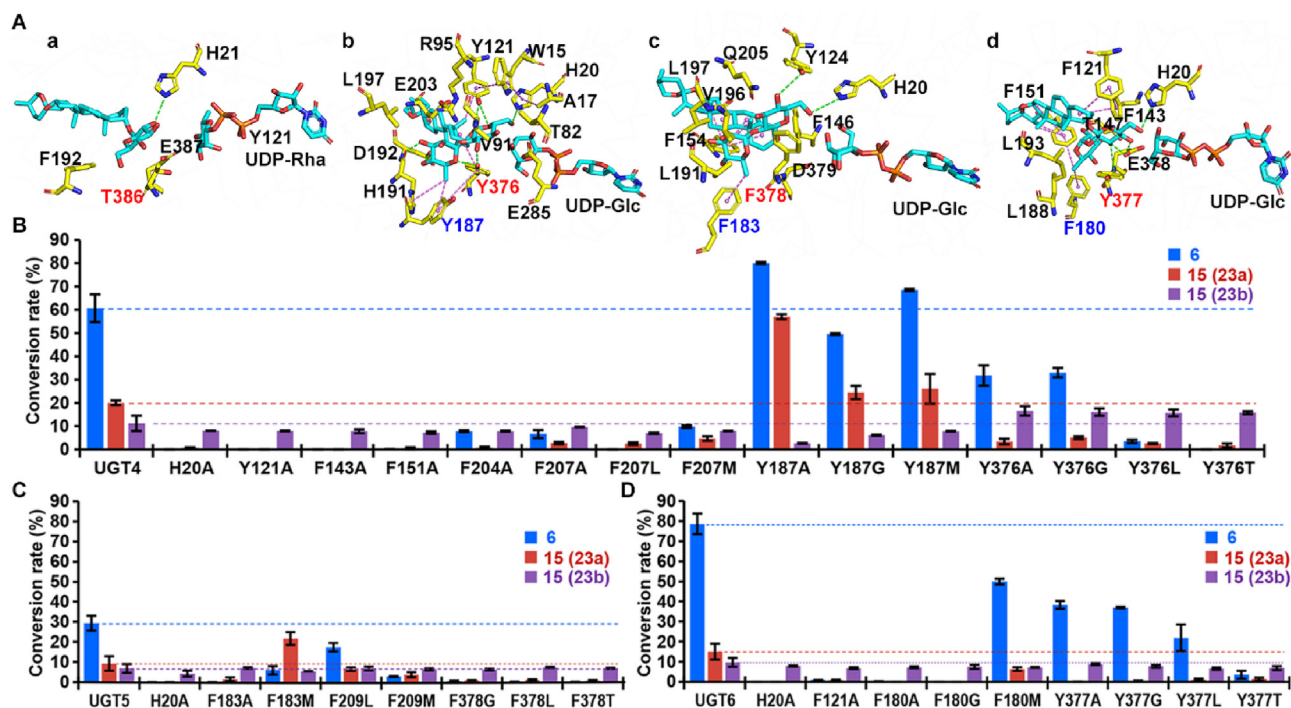 A
a
H21
F192
T386
E387
Y121
UDP-Rha
b
R95
Y121
W15
L197
E203
H20
A17
T82
V91
D192
H191
Y376
E285
Y187
UDP-Glc
c
Q205
Y124
L197
V196
H20
F146
F154
L191
D379
F378
F183
UDP-Glc
d
F121
H20
F151
T147
F143
L193
E378
L188
Y377
F180
UDP-Glc
B
Conversion rate (%)
90
80
70
60
50
40
30
20
10
0
6
15 (23a)
15 (23b)
UGT4 H20A Y121A F143A F151A F204A F207A F207L F207M Y187A Y187G Y187M Y376A Y376G Y376L Y376T
C
Conversion rate (%)
90
80
70
60
50
40
30
20
10
0
6
15 (23a)
15 (23b)
UGT5 H20A F183A F183M F209L F209M F378G F378L F378T
D
Conversion rate (%)
90
80
70
60
50
40
30
20
10
0
6
15 (23a)
15 (23b)
UGT6 H20A F121A F180A F180G F180M Y377A Y377G Y377L Y377T